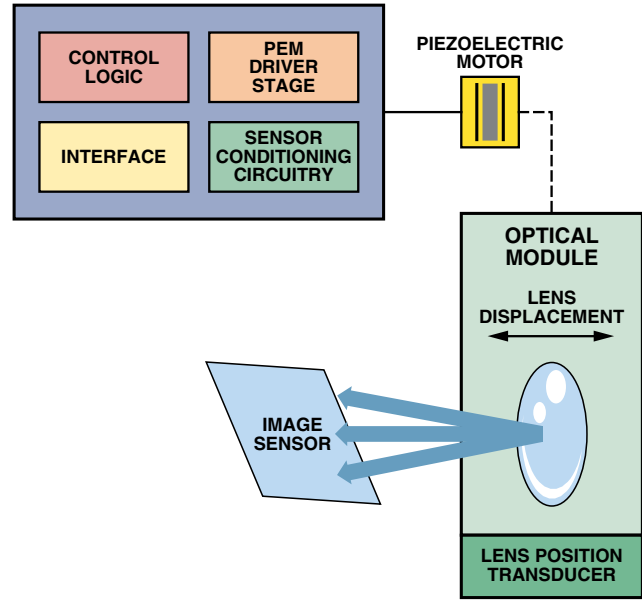 CONTROL
LOGIC
PEM
DRIVER
STAGE
INTERFACE
SENSOR
CONDITIONING
CIRCUITRY
PIEZOELECTRIC
MOTOR
OPTICAL
MODULE
LENS
DISPLACEMENT
IMAGE
SENSOR
LENS POSITION
TRANSDUCER